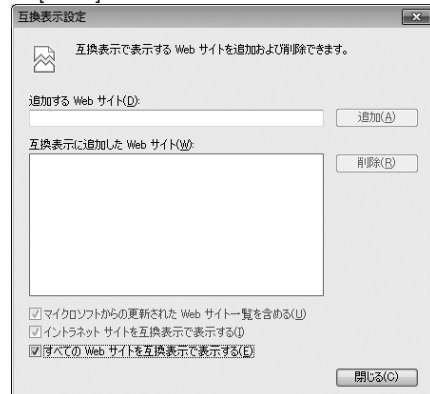 互換表示設定
互換表示で表示する Web サイトを追加および削除できます。
追加する Web サイト(D):
追加(A)
互換表示に追加した Web サイト(W):
削除(R)
マイクロソフトからの更新された Web サイト一覧を含める(U)
イントラネット サイトを互換表示で表示する(I)
すべての Web サイトを互換表示で表示する(E)
閉じる(C)